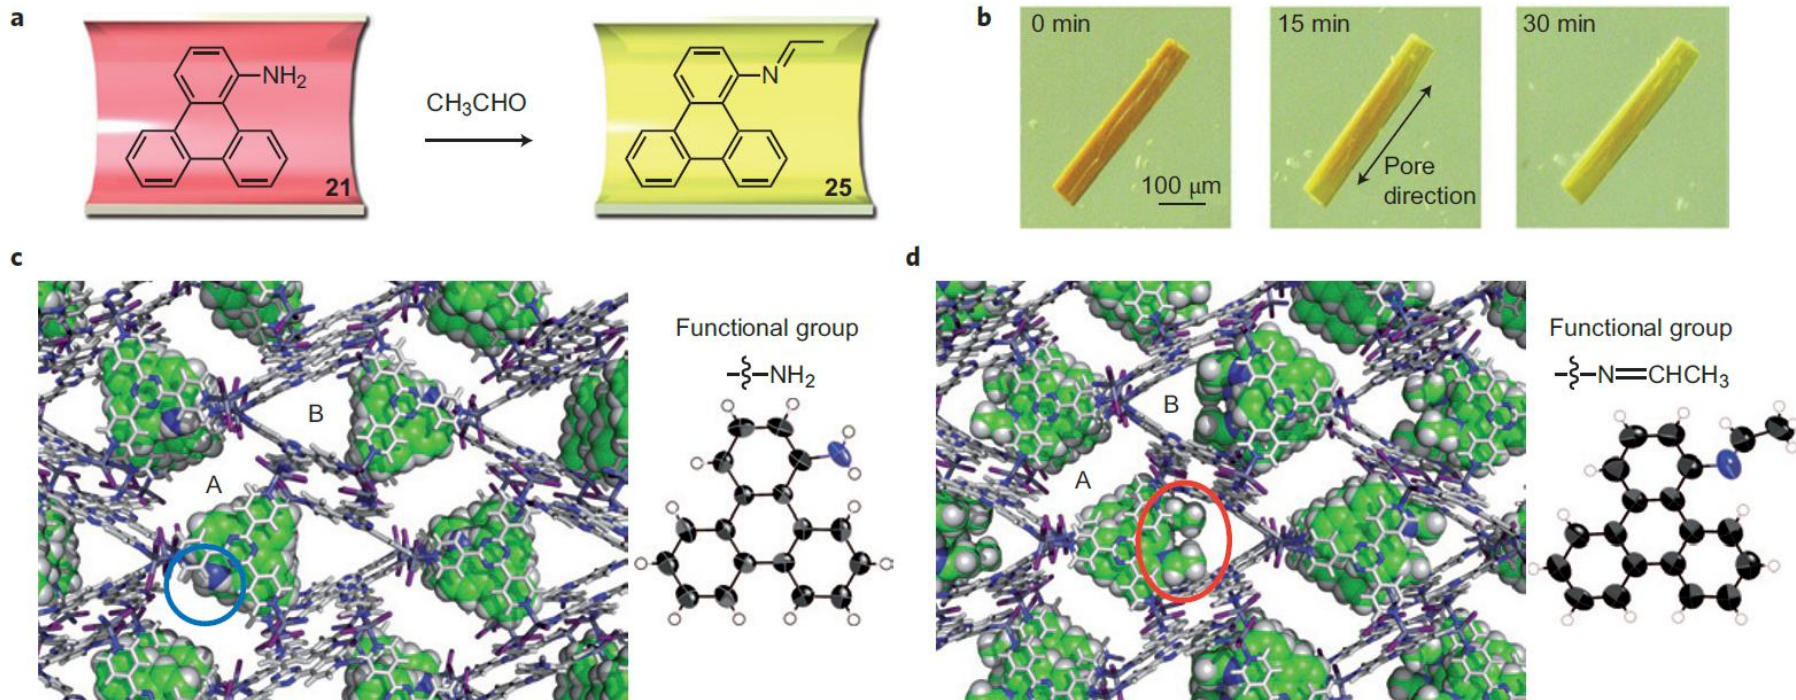 a
NH₂
21
CH₃CHO
N
25
b
0 min
100 μm
15 min
Pore
direction
30 min
c
A
B
Functional group
NH₂
d
A
B
Functional group
N=CHCH₃